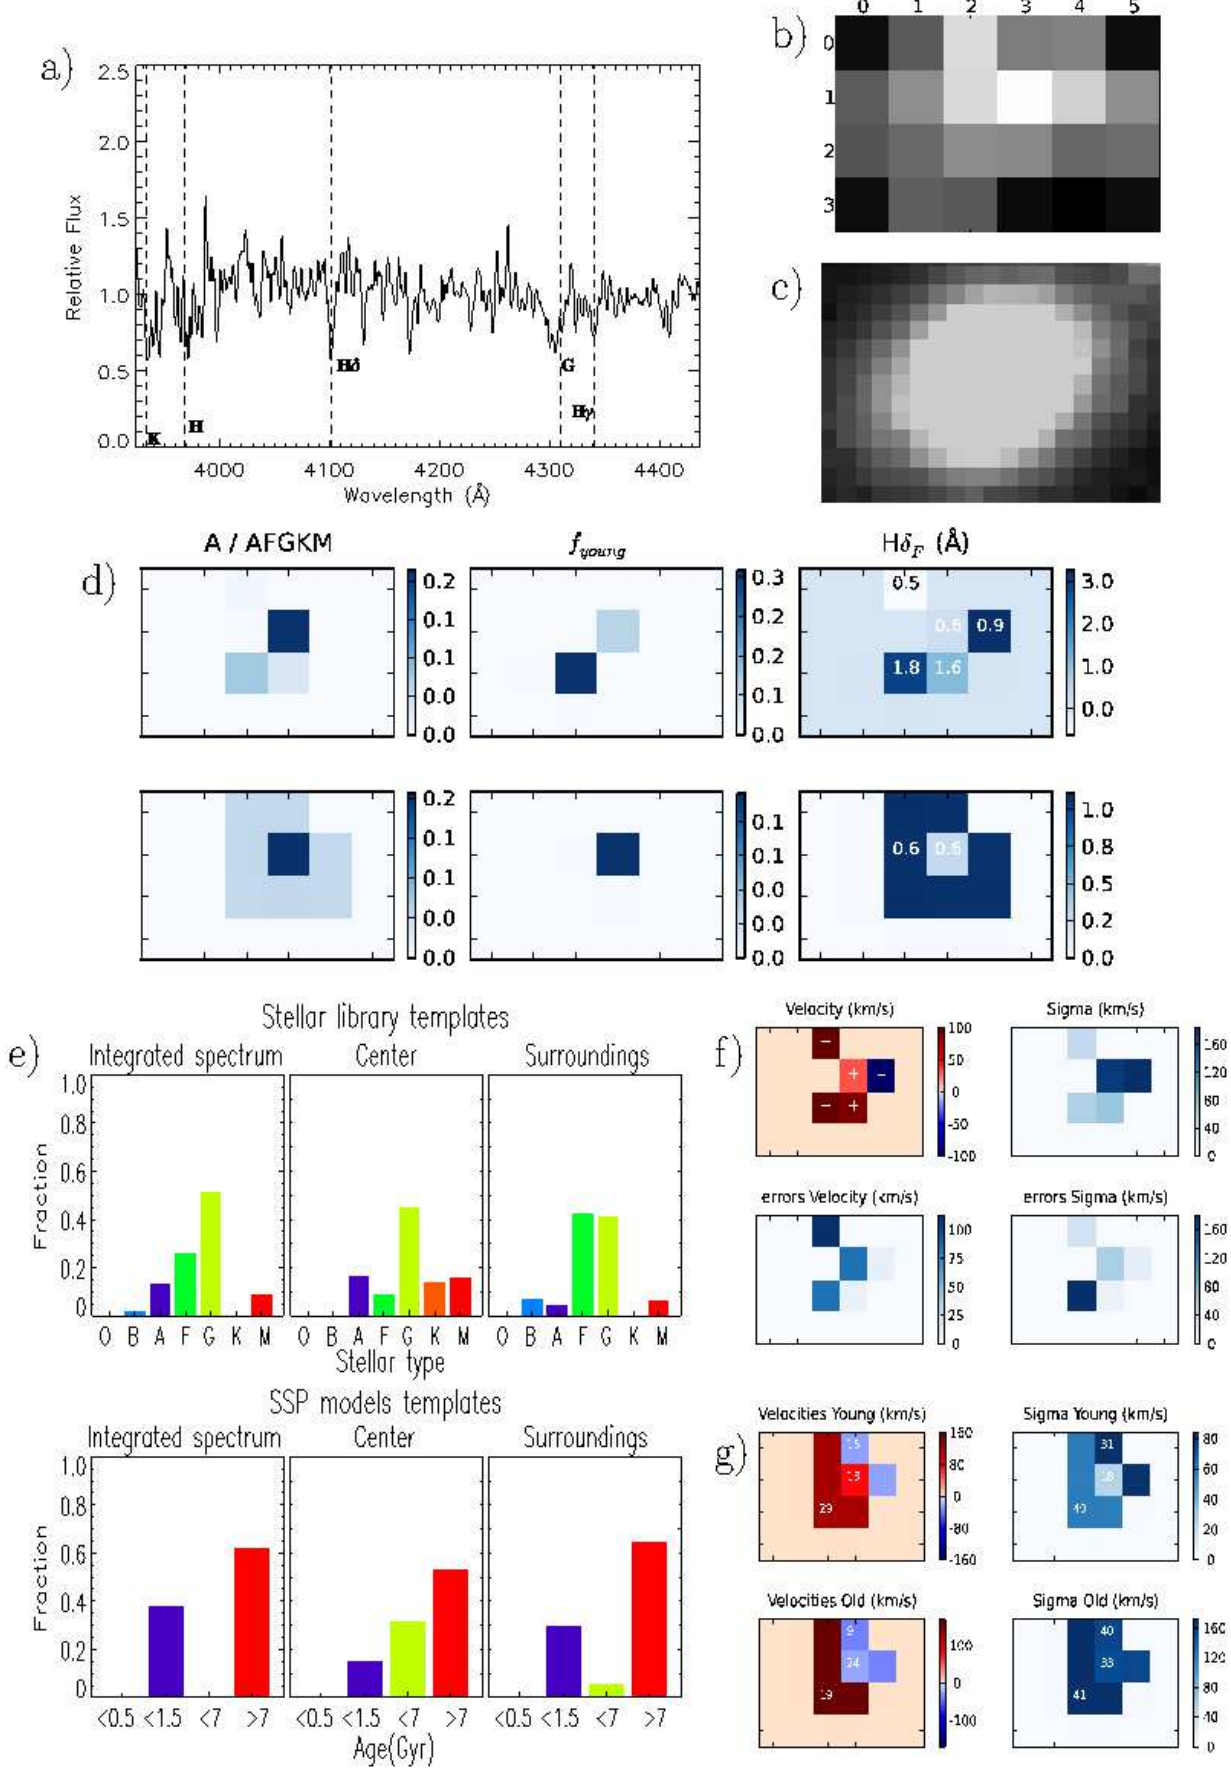 a)
2.5
2.0
1.5
1.0
0.5
0.0
Relative Flux
K
H
Hδ
G
Hγ
4000 4100 4200 4300 4400
Wavelength (Å)
b)
0 1 2 3 4 5
0
1
2
3
c)
d)
A / AFGKM
0.2
0.1
0.1
0.0
0.0
f young
0.3
0.2
0.2
0.1
0.0
Hδ F (Å)
0.5
0.6 0.9
1.8 1.6
3.0
2.0
1.0
0.0
0.2
0.1
0.1
0.0
0.0
0.1
0.1
0.0
0.0
0.0
0.6 0.6
1.0
0.8
0.5
0.2
0.0
e)
Stellar library templates
Integrated spectrum Center Surroundings
1.0
0.8
0.6
0.4
0.2
0
Fraction
O B A F G K M O B A F G K M O B A F G K M
Stellar type
SSP models templates
Integrated spectrum Center Surroundings
1.0
0.8
0.6
0.4
0.2
0
Fraction
<0.5 <1.5 <7 >7 <0.5 <1.5 <7 >7 <0.5 <1.5 <7 >7
Age(Gyr)
f)
Velocity (km/s)
−
+ −
− +
100
50
0
-50
-100
Sigma (km/s)
160
120
80
40
0
errors Velocity (km/s)
100
75
50
25
0
errors Sigma (km/s)
160
120
80
40
0
g)
Velocities Young (km/s)
15
13
29
150
80
0
-80
-160
Sigma Young (km/s)
31
18
80
60
40
20
0
Velocities Old (km/s)
9
24
19
100
0
-100
Sigma Old (km/s)
40
33
41
160
120
80
40
0